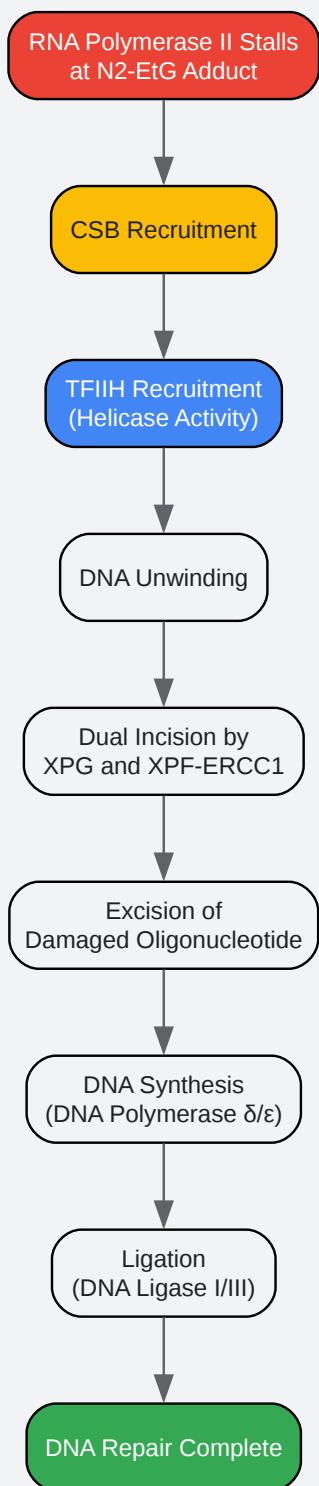 RNA Polymerase II Stalls
at N2-EtG Adduct
CSB Recruitment
TFIIH Recruitment
(Helicase Activity)
DNA Unwinding
Dual Incision by
XPG and XPF-ERCC1
Excision of
Damaged Oligonucleotide
DNA Synthesis
(DNA Polymerase δ/ε)
Ligation
(DNA Ligase I/III)
DNA Repair Complete